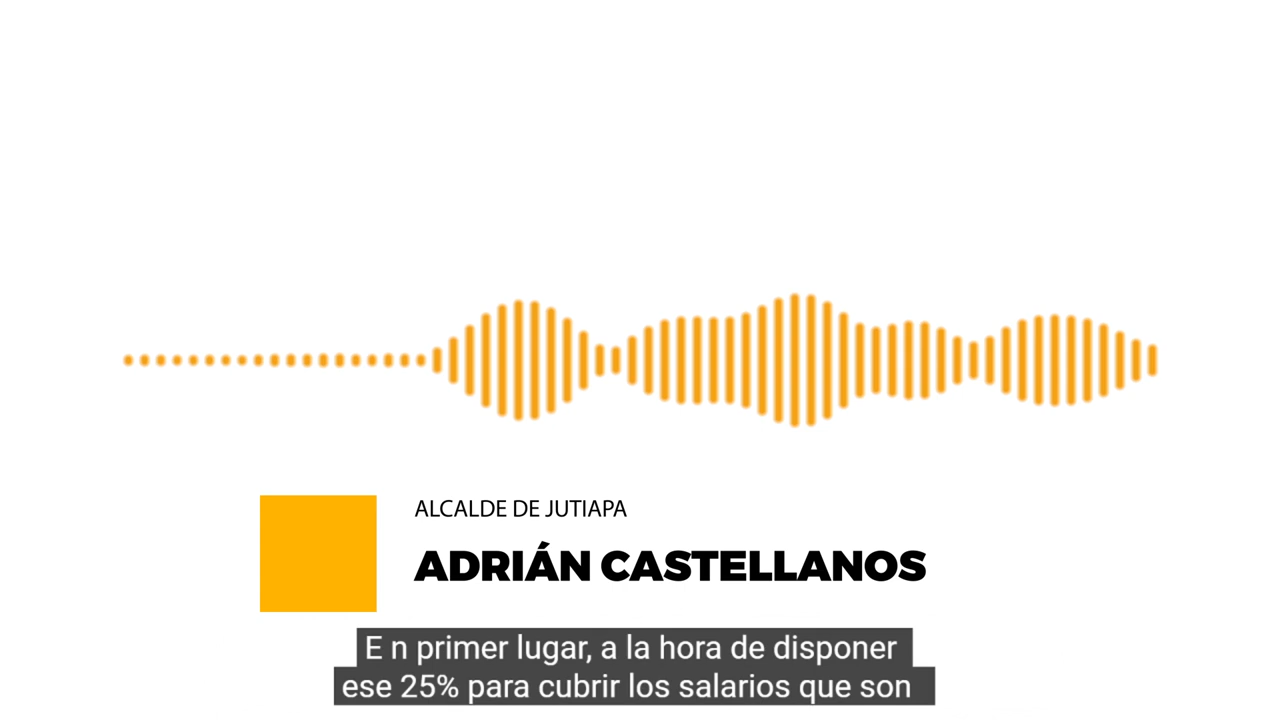 ALCALDE DE JUTIAPA
ADRIÁN CASTELLANOS
E n primer lugar, a la hora de disponer
ese 25% para cubrir los salarios que son